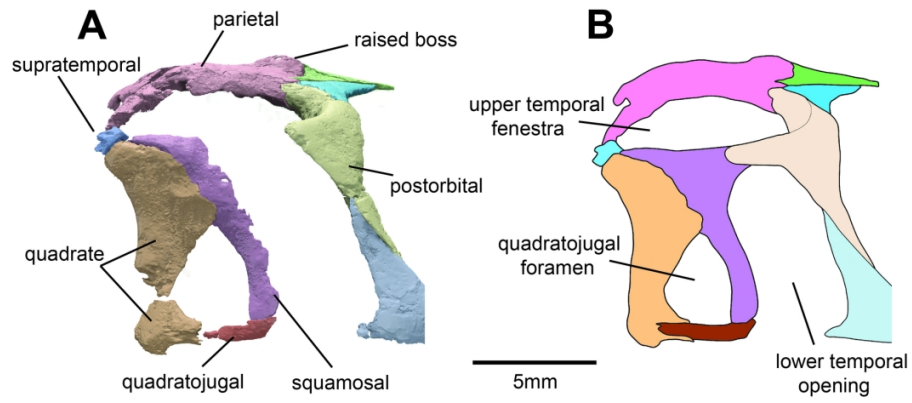 A
parietal
raised boss
supratemporal
postorbital
quadrate
quadratojugal
squamosal
B
upper temporal
fenestra
quadratojugal
foramen
5mm
lower temporal
opening